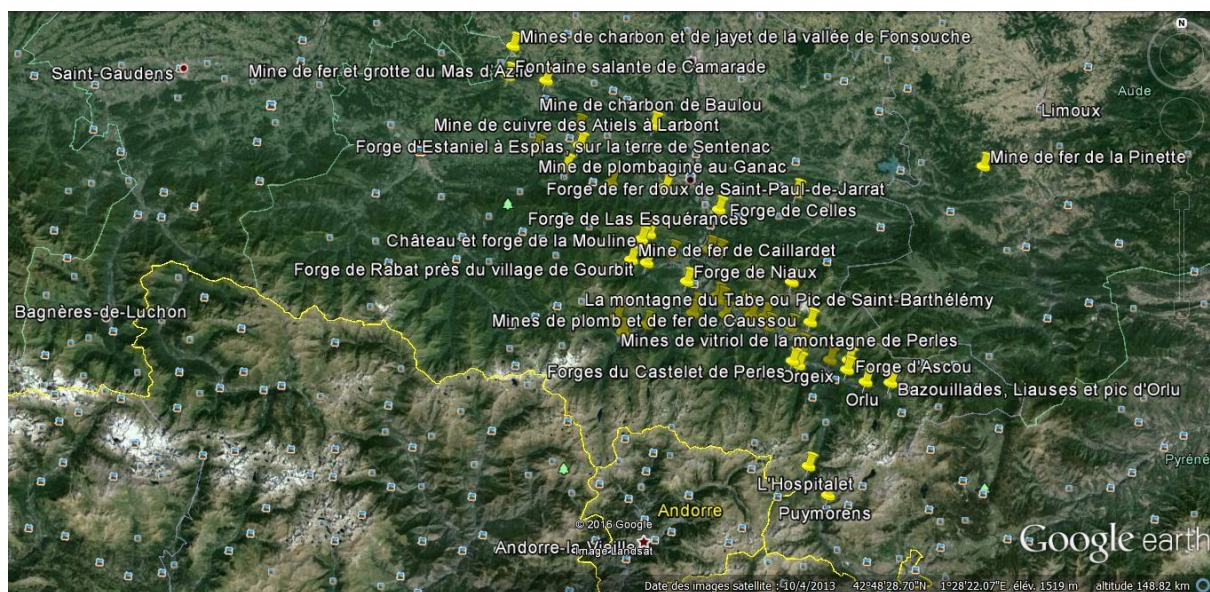 Mines de charbon et de jayet de la vallée de Fonsouche
Saint-Gaudens
Mine de fer et grotte du Mas d'Azil
Fontaine salante de Camarade
Aude
Mine de charbon de Baulou
Limoux
Mine de cuivre des Atiels à Larbont
Forge d'Estaniel à Esplas, sur la terre de Sentenac
Mine de fer de la Pinette
Mine de plombagine au Ganac
Forge de fer doux de Saint-Paul-de-Jarrat
Forge de Celles
Forge de Las Esquérances
Château et forge de la Mouline
Mine de fer de Caillardet
Forge de Rabat près du village de Gourbit
Forge de Niaux
La montagne du Tabe ou Pic de Saint-Barthélémy
Bagnères-de-Luchon
Mines de plomb et de fer de Caussou
Mines de vitriol de la montagne de Perles
Forge d'Ascou
Forges du Castelet de Perles
Orgeix
Bazouillades, Liauses et pic d'Orlu
Orlu
Pyréné
L'Hospitalet
Puymorens
Andorre
© 2016 Google
Andorre-la-Vieille
Image Landsat
Google earth
Date des images satellite : 10/4/2013 42°48'28.70"N 1°28'22.07"E élév. 1519 m altitude 148.82 km
N